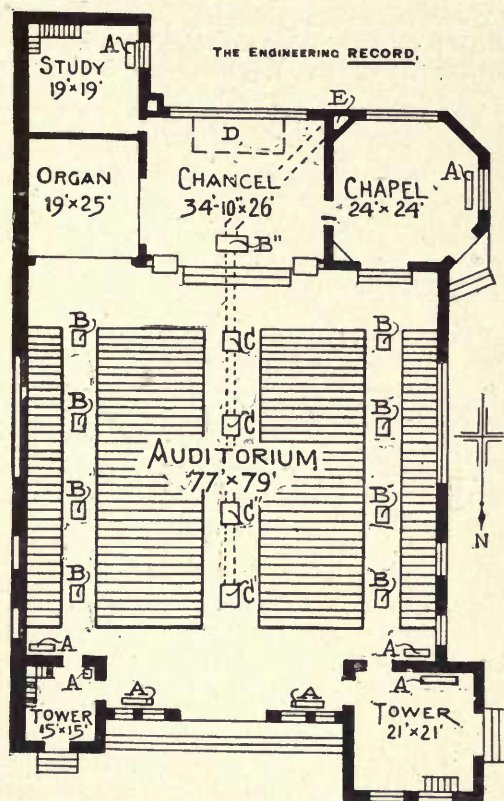 THE ENGINEERING RECORD.
A
STUDY
19'×19'
E
D
ORGAN
19'×25'
CHANCEL
34'-10"×26'
CHAPEL
24'×24'
A
B"
B
C
B
B
C
B
AUDITORIUM
77'×79'
B
C"
B
N
B
C'
B
A
A
A
A
A
A
TOWER
15'×15'
TOWER
21'×21'